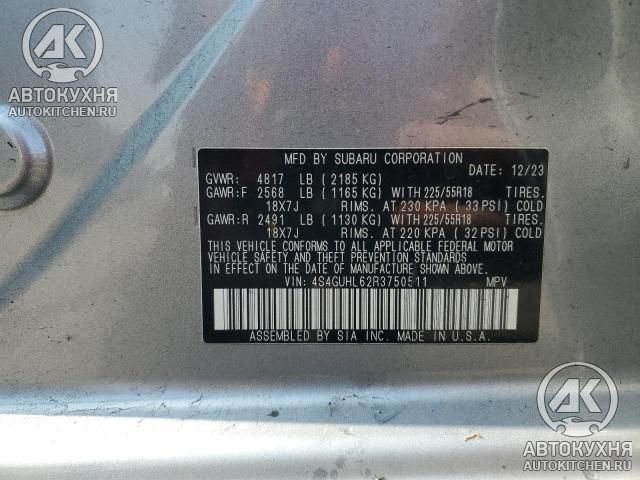 AK
АВТОКУХНЯ
AUTOKITCHEN.RU
MFD BY SUBARU CORPORATION
DATE: 12/23
GVWR: 4817 LB ( 2185 KG)
GAWR:F 2568 LB ( 1165 KG) WITH 225/55R18 TIRES.
18X7J RIMS. AT 230 KPA ( 33 PSI) COLD
GAWR:R 2491 LB ( 1130 KG) WITH 225/55R18 TIRES.
18X7J RIMS. AT 220 KPA ( 32 PSI) COLD
THIS VEHICLE CONFORMS TO ALL APPLICABLE FEDERAL MOTOR
VEHICLE SAFETY AND THEFT PREVENTION STANDARDS
IN EFFECT ON THE DATE OF MANUFACTURE SHOWN ABOVE.
VIN: 4S4GUHL62R3750511 MPV
ASSEMBLED BY SIA INC. MADE IN U.S.A.
AK
АВТОКУХНЯ
AUTOKITCHEN.RU